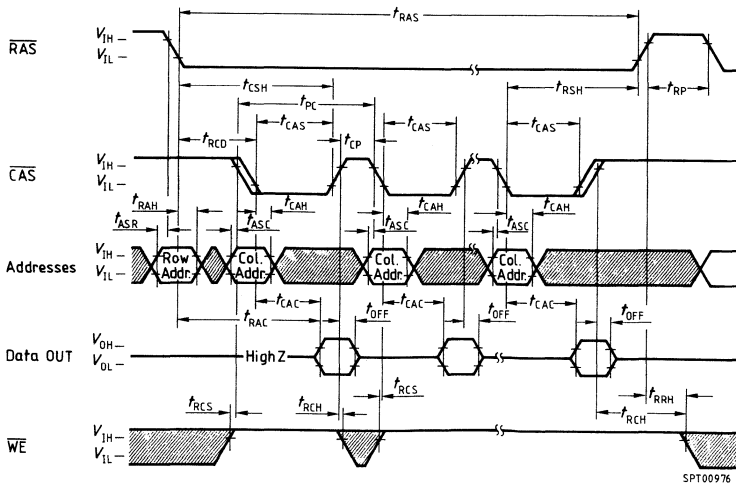 tRAS
RAS
VIH
VIL
tCSH
tPC
tRSH
tRP
tRCD
tCAS
tCP
tCAS
tCAS
CAS
VIH
VIL
tRAH
tCAH
tCAH
tCAH
tASR
tASC
tASC
tASC
Addresses
VIH
VIL
Row Addr.
Col. Addr.
Col. Addr.
Col. Addr.
tCAC
tCAC
tCAC
tRAC
tOFF
tOFF
tOFF
Data OUT
VOH
VOL
High Z
tRCS
tRCH
tRCS
tRRH
tRCH
WE
VIH
VIL
SPT00976